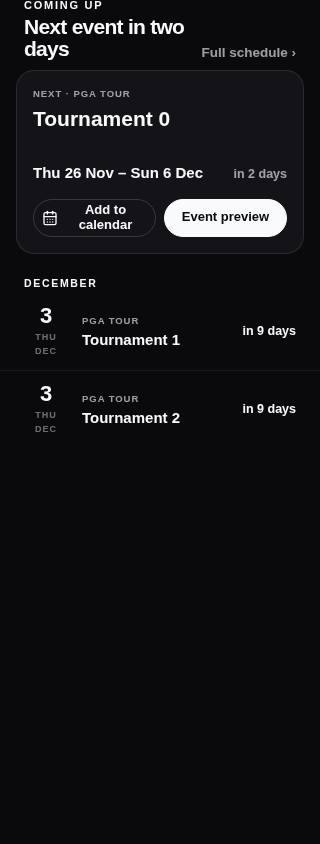 COMING UP
Next event in two
days
Full schedule ›
NEXT · PGA TOUR
Tournament 0
Thu 26 Nov – Sun 6 Dec
in 2 days
Add to
calendar
Event preview
DECEMBER
3
THU
DEC
PGA TOUR
Tournament 1
in 9 days
3
THU
DEC
PGA TOUR
Tournament 2
in 9 days